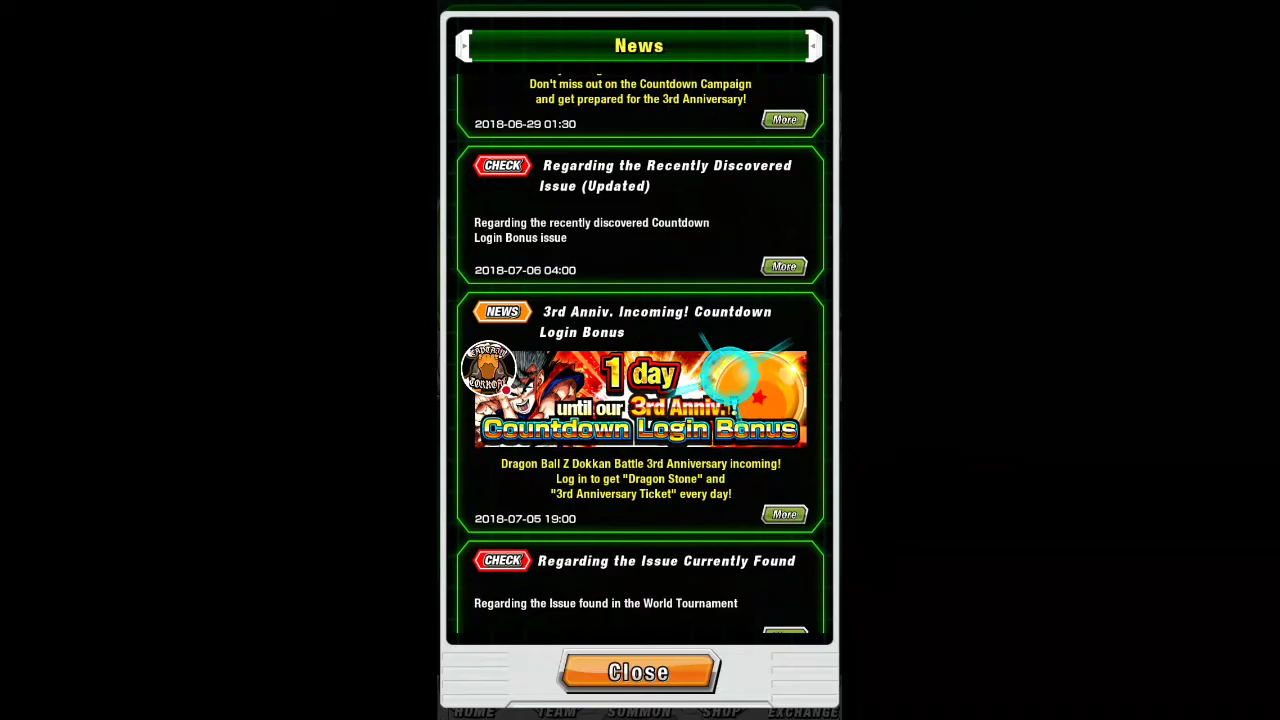 News
Don't miss out on the Countdown Campaign
and get prepared for the 3rd Anniversary!
2018-06-29 01:30
More
CHECK
Regarding the Recently Discovered
Issue (Updated)
Regarding the recently discovered Countdown
Login Bonus issue
2018-07-06 04:00
More
NEWS
3rd Anniv. Incoming! Countdown
Login Bonus
CAPTAIN
TORKOAL
1 day
until our 3rd Anniv.!
Countdown Login Bonus
Dragon Ball Z Dokkan Battle 3rd Anniversary incoming!
Log in to get "Dragon Stone" and
"3rd Anniversary Ticket" every day!
2018-07-05 19:00
More
CHECK
Regarding the Issue Currently Found
Regarding the Issue found in the World Tournament
Close
HOME TEAM SUMMON SHOP EXCHANGE